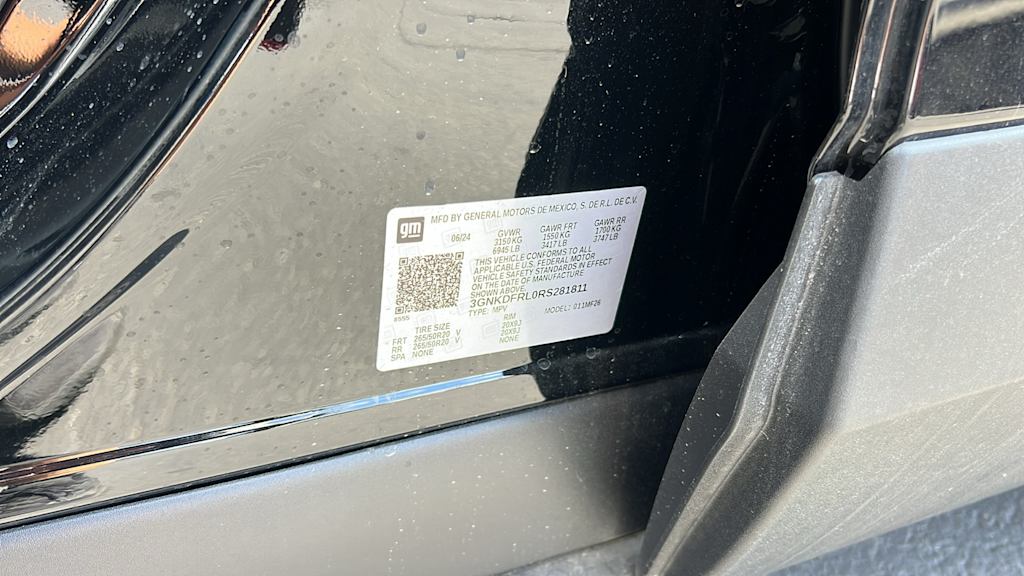 gm MFD BY GENERAL MOTORS DE MEXICO, S. DE R.L. DE C.V.
06/24 GVWR GAWR FRT GAWR RR
3150 KG 1550 KG 1700 KG
6945 LB 3417 LB 3747 LB
THIS VEHICLE CONFORMS TO ALL
APPLICABLE U.S. FEDERAL MOTOR
VEHICLE SAFETY STANDARDS IN EFFECT
ON THE DATE OF MANUFACTURE
SHOWN ABOVE.
3GNKDFRL0RS281811
8555 TYPE: MPV MODEL: 011MF26
TIRE SIZE RIM
FRT 265/50R20 V 20X9J
RR 265/50R20 V 20X9J
SPA NONE NONE